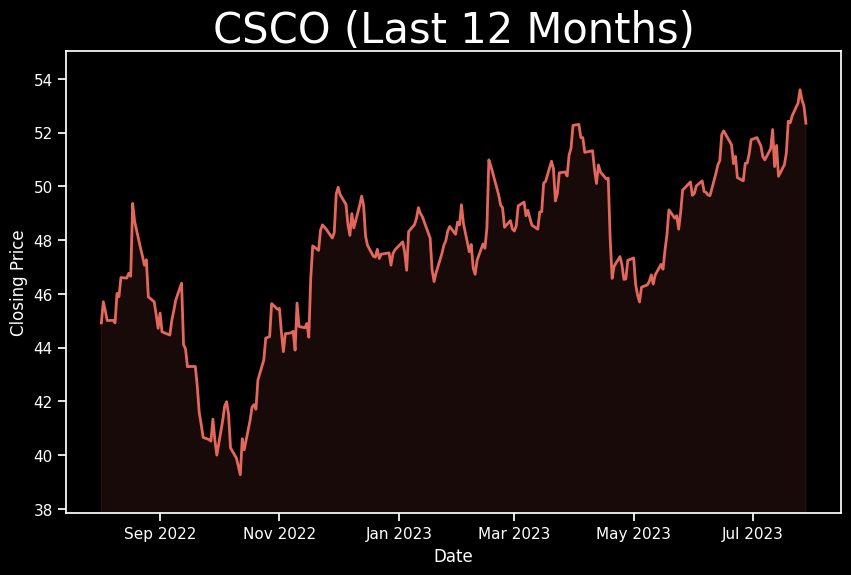 CSCO (Last 12 Months)
Closing Price
54
52
50
48
46
44
42
40
38
Sep 2022
Nov 2022
Jan 2023
Mar 2023
May 2023
Jul 2023
Date